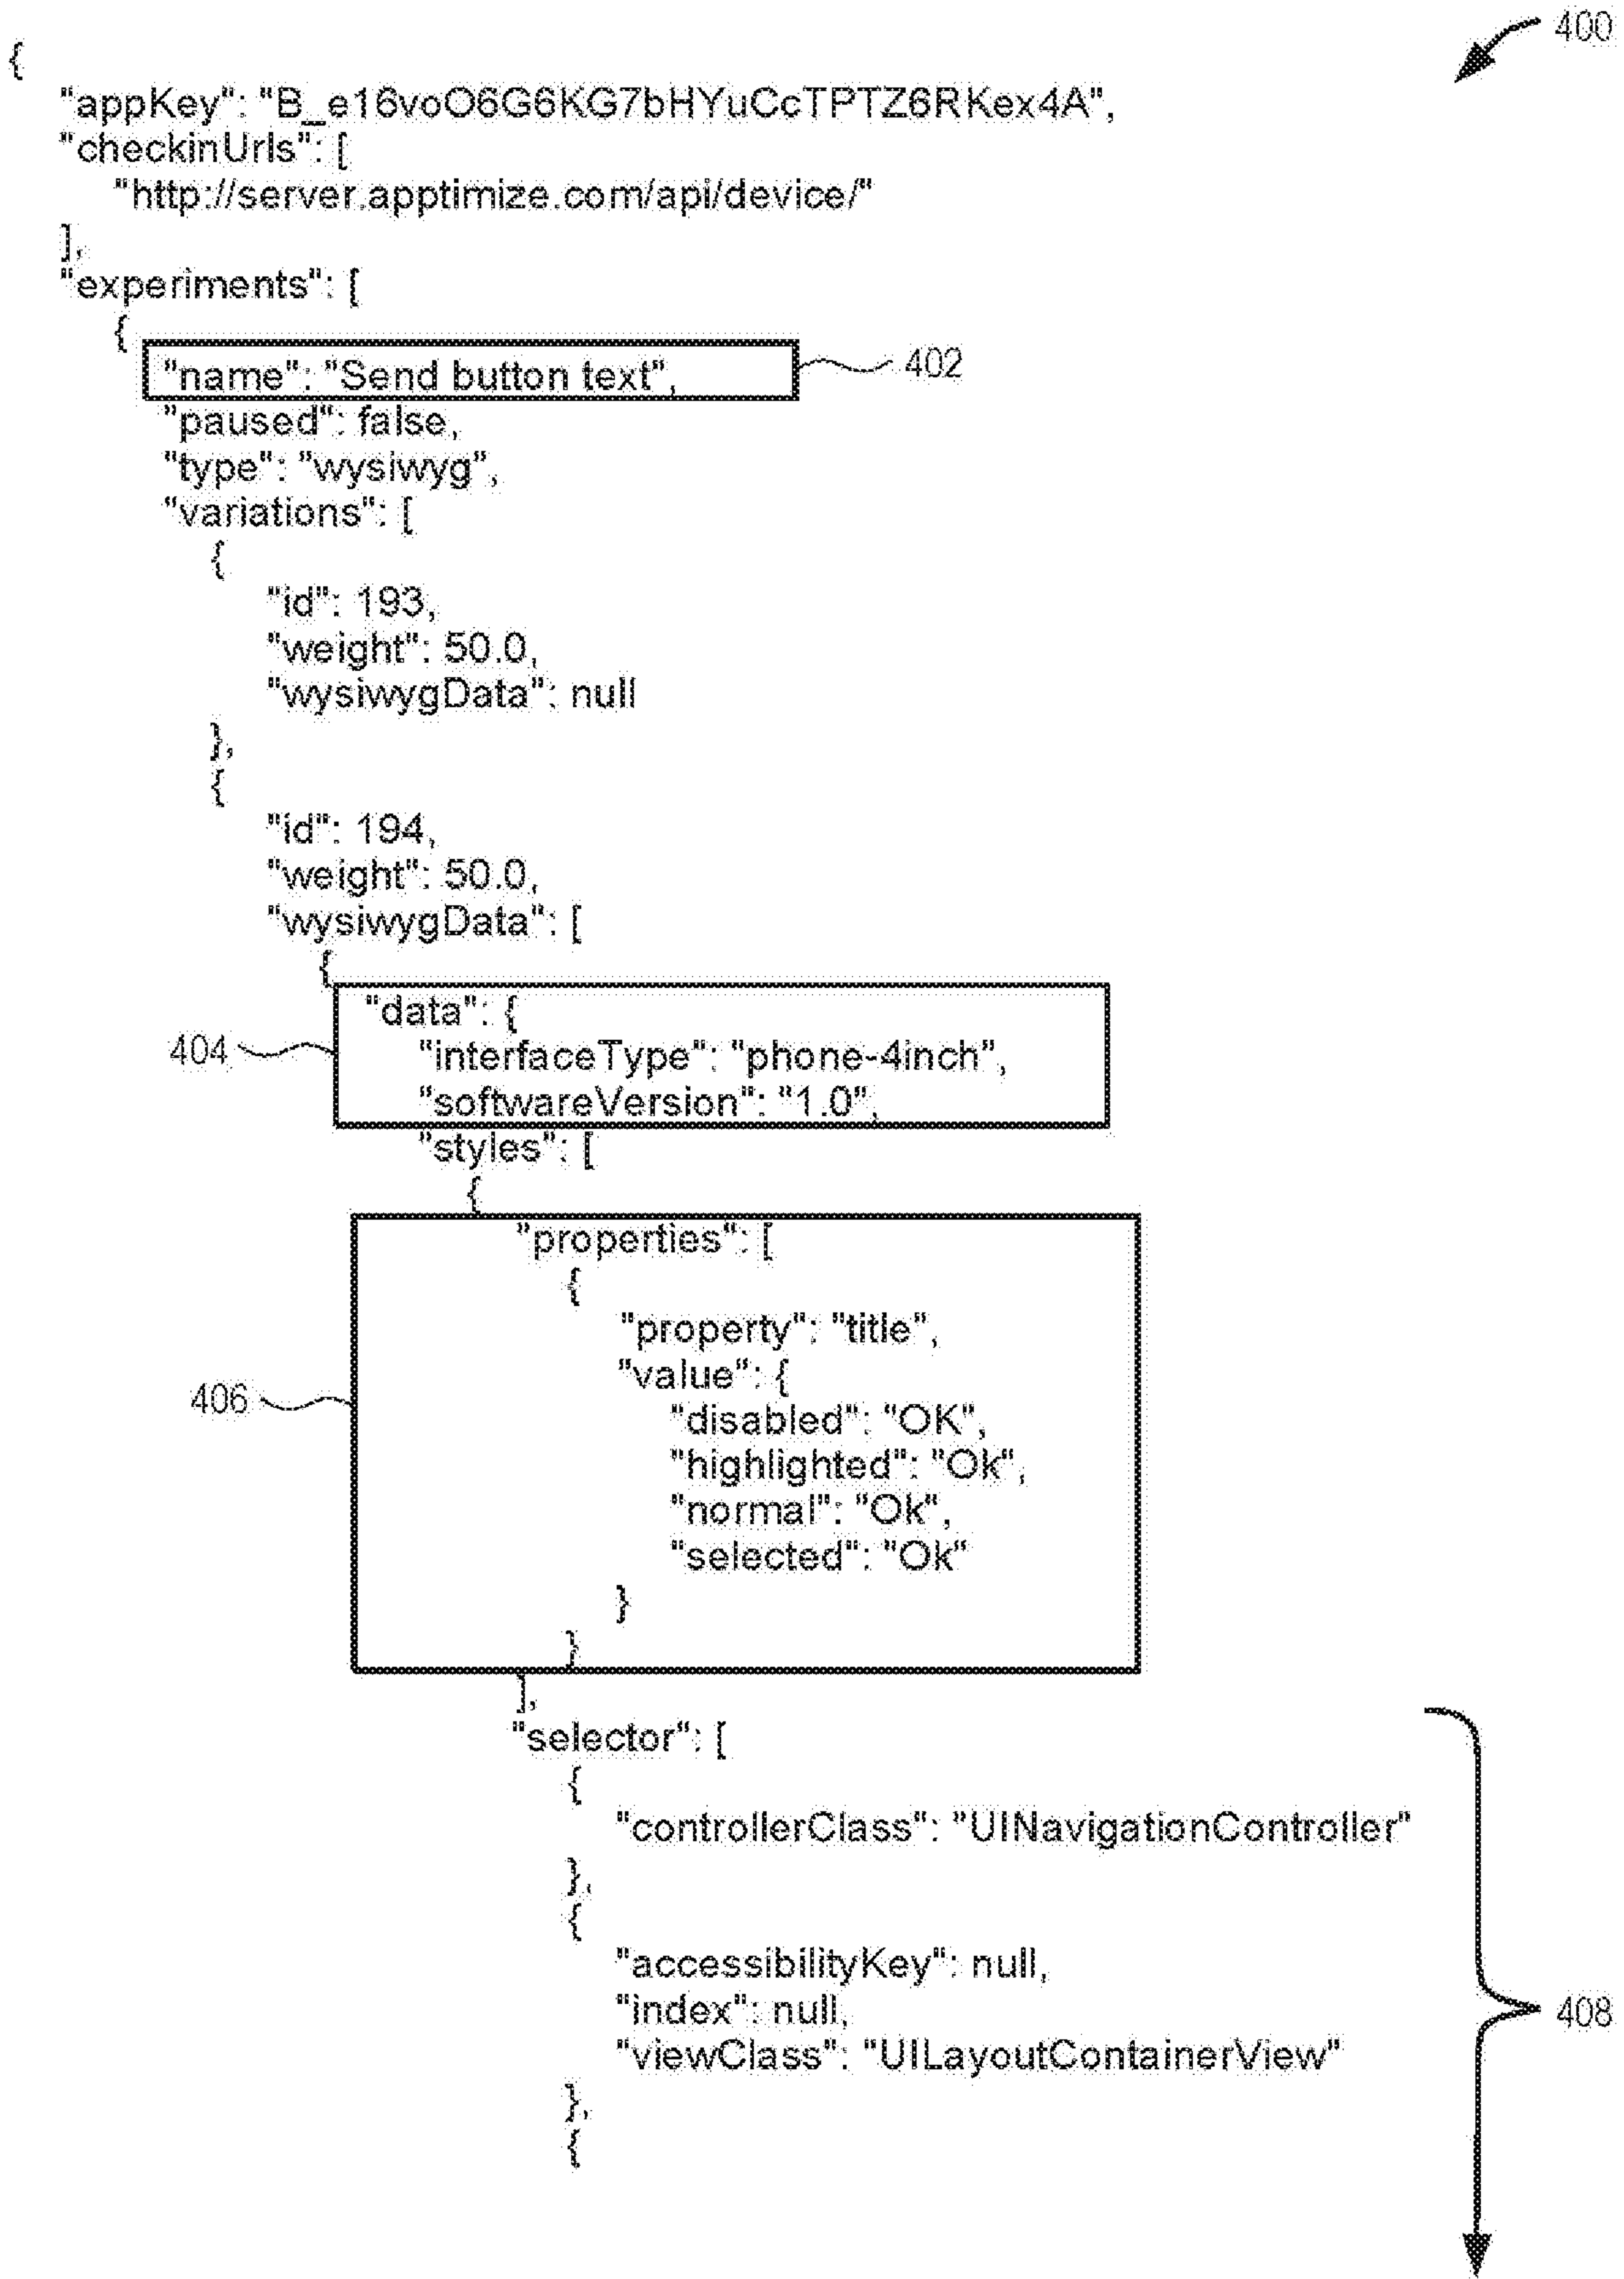 400
{
"appKey": "B_e16voO6G6KG7bHYuCcTPTZ6RKex4A",
"checkinUrls": [
"http://server.apptimize.com/api/device/"
],
"experiments": [
{
"name": "Send button text", 402
"paused": false,
"type": "wysiwyg",
"variations": [
{
"id": 193,
"weight": 50.0,
"wysiwygData": null
},
{
"id": 194,
"weight": 50.0,
"wysiwygData": [
{
"data": {
404 "interfaceType": "phone-4inch",
"softwareVersion": "1.0",
"styles": [
{
"properties": [
{
"property": "title",
"value": {
406 "disabled": "OK",
"highlighted": "Ok",
"normal": "Ok",
"selected": "Ok"
}
}
],
"selector": [
{
"controllerClass": "UINavigationController"
},
{
"accessibilityKey": null,
"index": null, 408
"viewClass": "UILayoutContainerView"
},
{